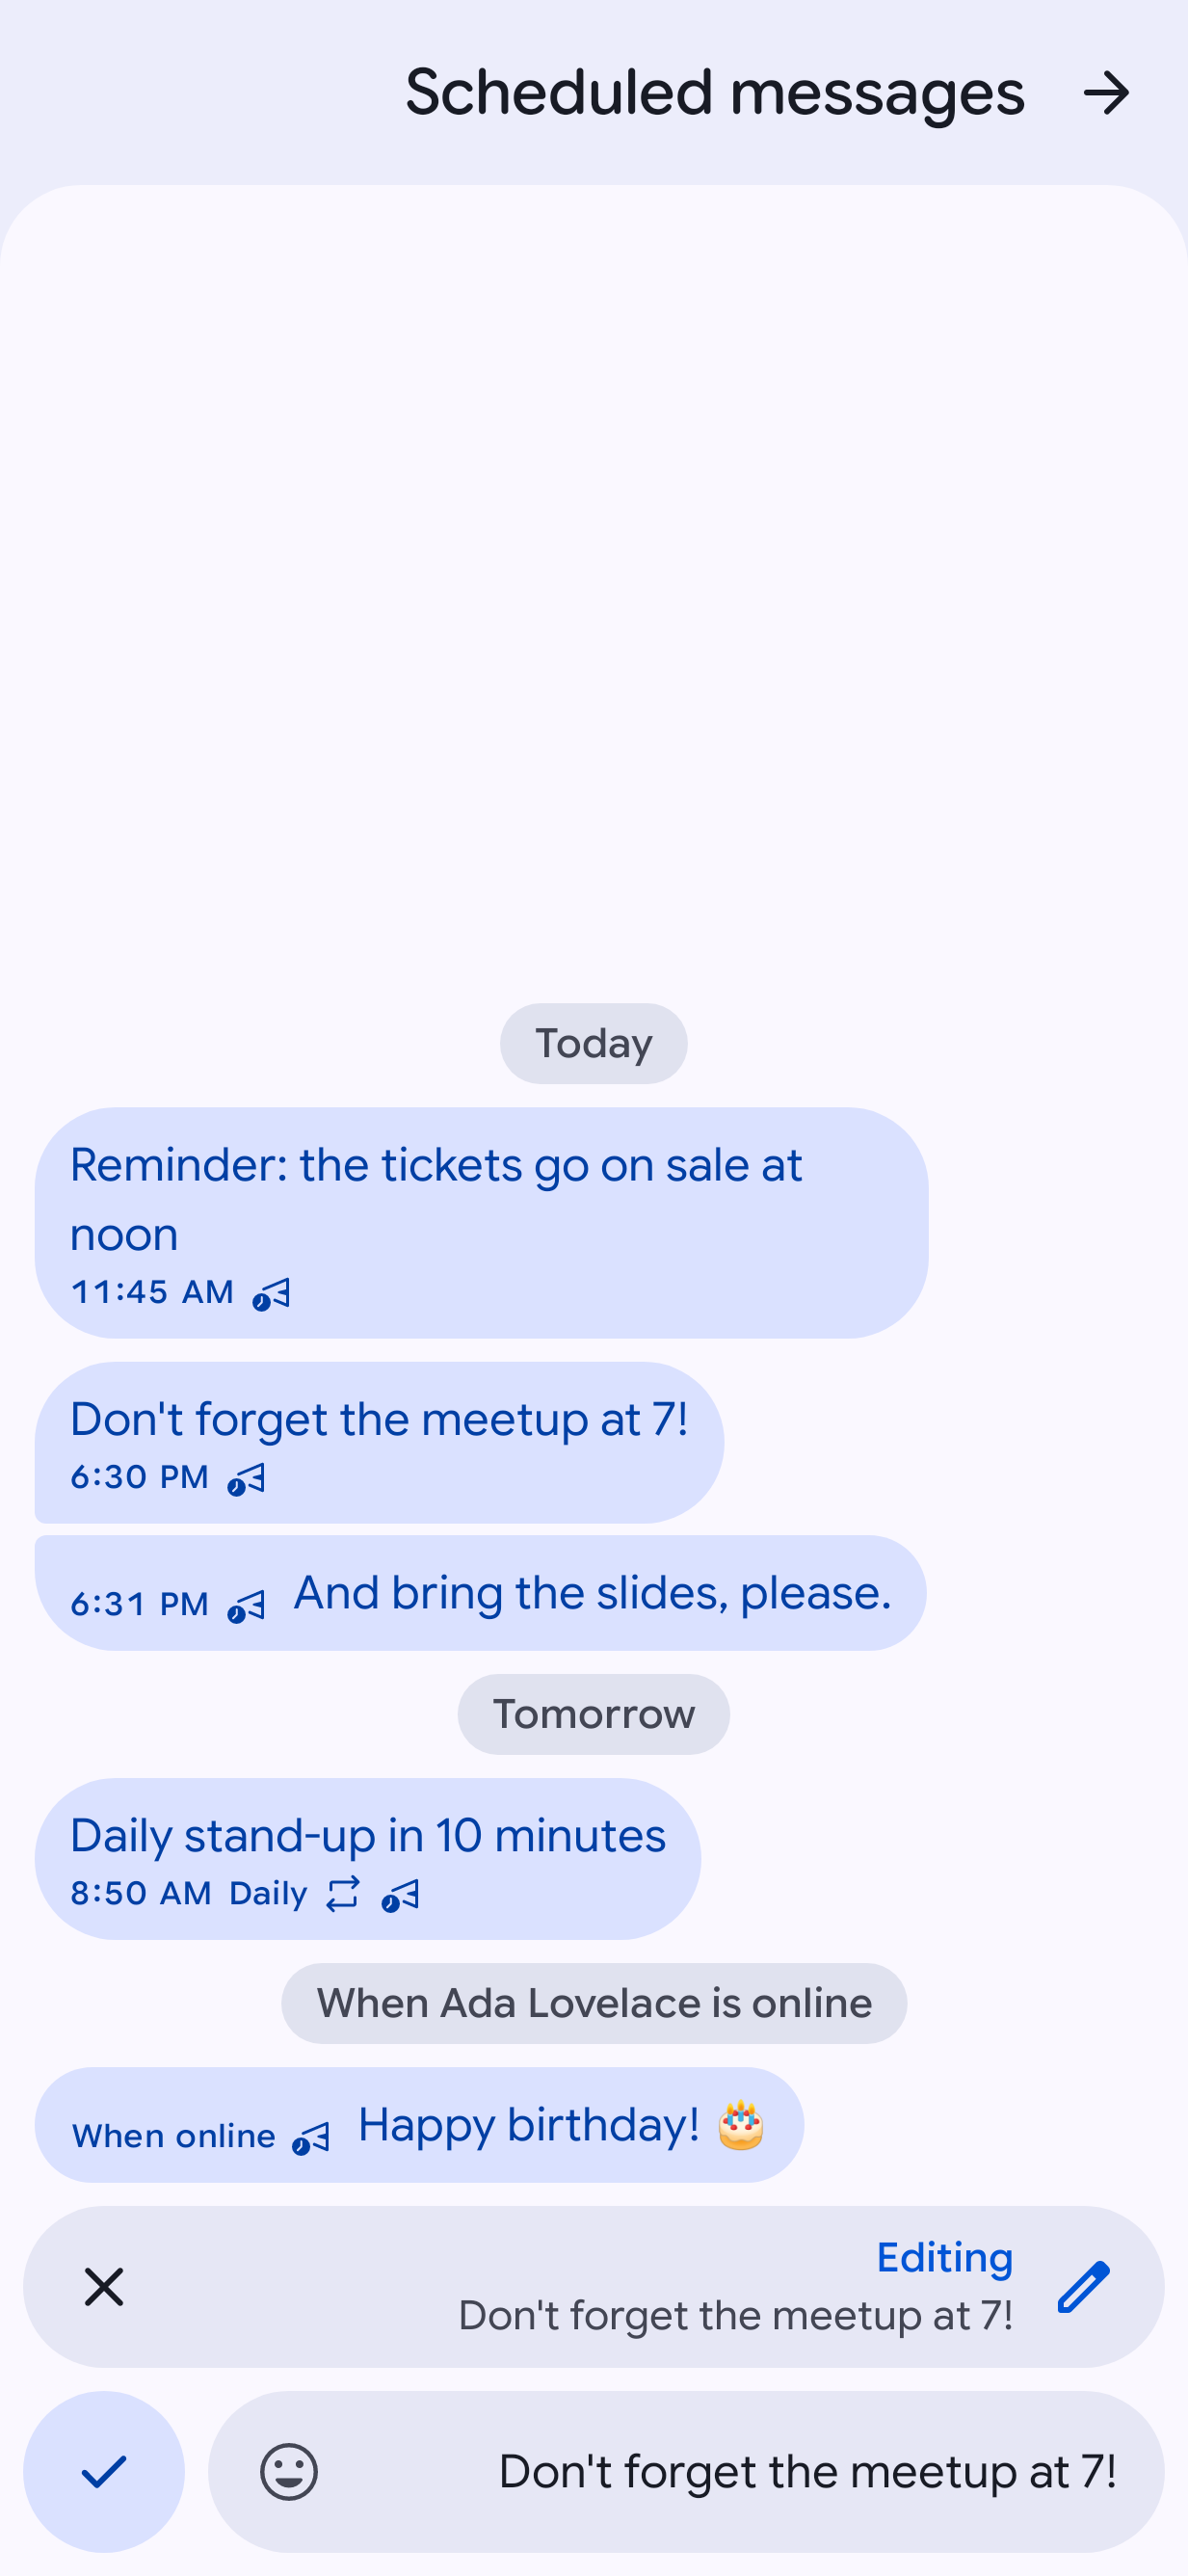 Scheduled messages
Today
Reminder: the tickets go on sale at
noon
11:45 AM
Don't forget the meetup at 7!
6:30 PM
6:31 PM And bring the slides, please.
Tomorrow
Daily stand-up in 10 minutes
8:50 AM Daily
When Ada Lovelace is online
When online Happy birthday! 🎂
Editing
Don't forget the meetup at 7!
Don't forget the meetup at 7!